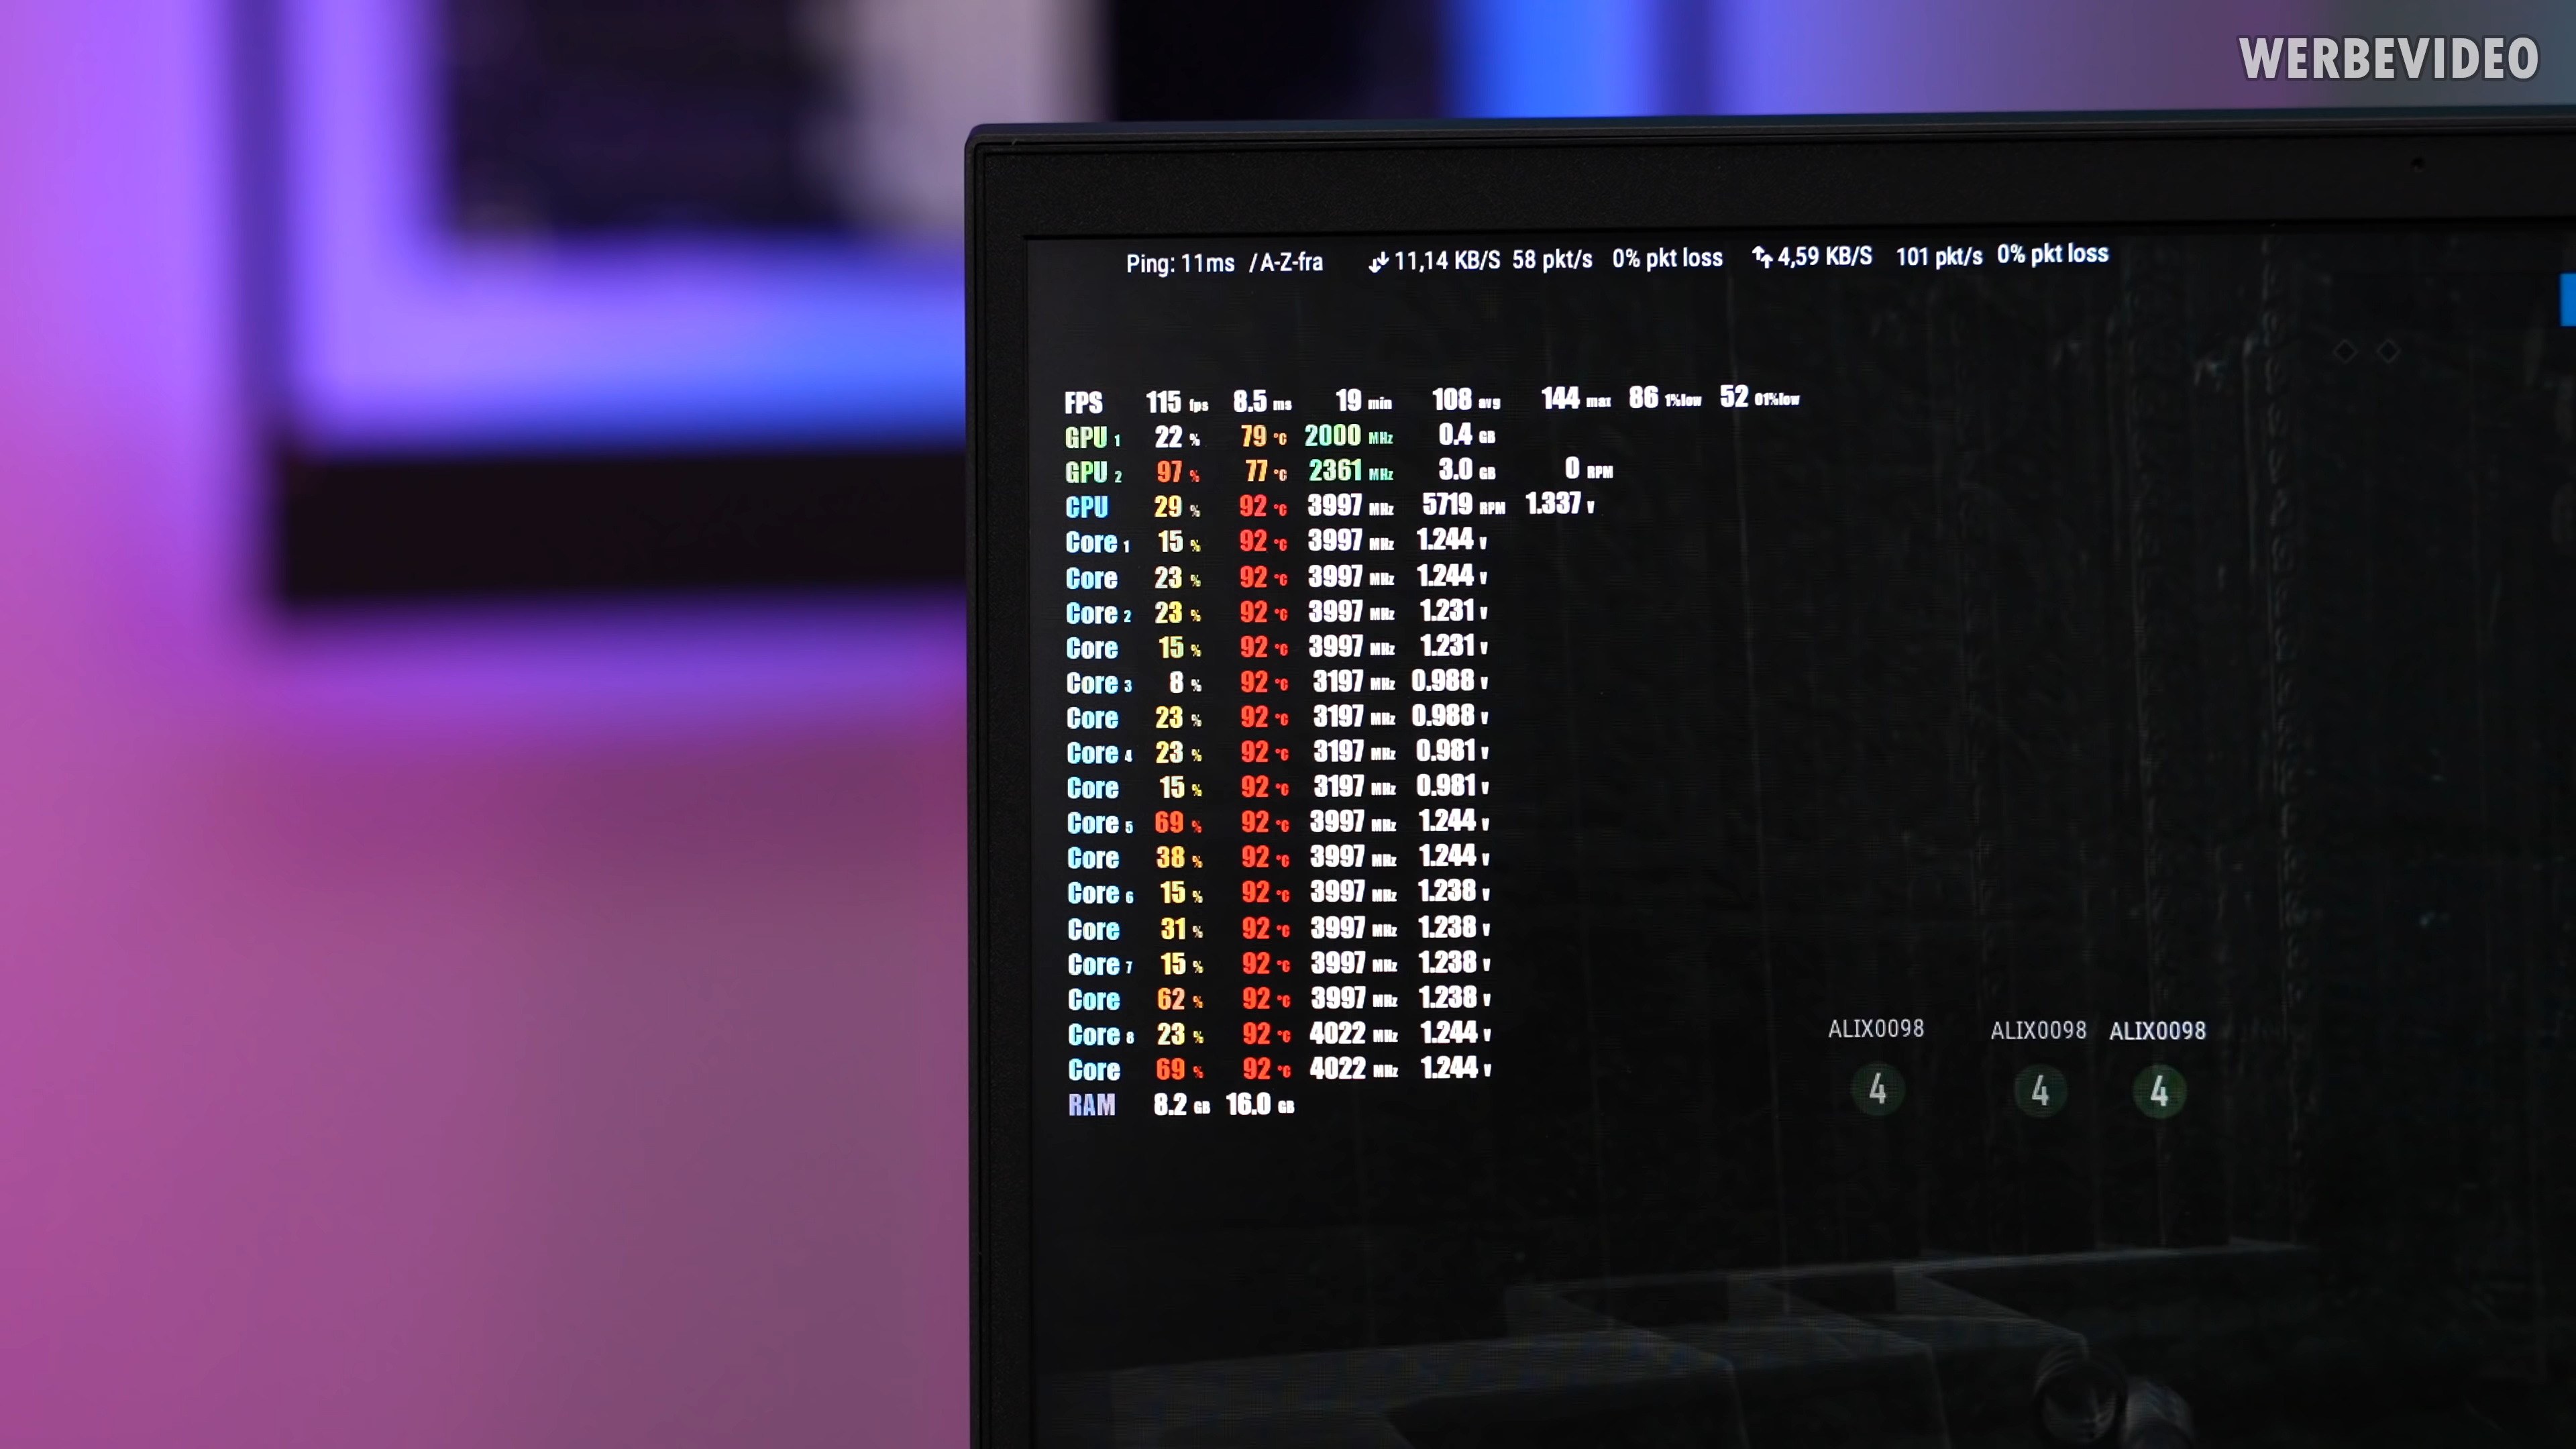 WERBEVIDEO
Ping: 11ms / A-Z-fra 11,14 KB/S 58 pkt/s 0% pkt loss 4,59 KB/S 101 pkt/s 0% pkt loss
FPS 115 fps 8.5 ms 19 min 108 avg 144 max 86 1%low 52 01%low
GPU 1 22 % 79 °C 2000 MHz 0.4 GB
GPU 2 97 % 77 °C 2361 MHz 3.0 GB 0 RPM
CPU 29 % 92 °C 3997 MHz 5719 RPM 1.337 V
Core 1 15 % 92 °C 3997 MHz 1.244 V
Core 23 % 92 °C 3997 MHz 1.244 V
Core 2 23 % 92 °C 3997 MHz 1.231 V
Core 15 % 92 °C 3997 MHz 1.231 V
Core 3 8 % 92 °C 3197 MHz 0.988 V
Core 23 % 92 °C 3197 MHz 0.988 V
Core 4 23 % 92 °C 3197 MHz 0.981 V
Core 15 % 92 °C 3197 MHz 0.981 V
Core 5 69 % 92 °C 3997 MHz 1.244 V
Core 38 % 92 °C 3997 MHz 1.244 V
Core 6 15 % 92 °C 3997 MHz 1.238 V
Core 31 % 92 °C 3997 MHz 1.238 V
Core 7 15 % 92 °C 3997 MHz 1.238 V
Core 62 % 92 °C 3997 MHz 1.238 V
Core 8 23 % 92 °C 4022 MHz 1.244 V
Core 69 % 92 °C 4022 MHz 1.244 V
RAM 8.2 GB 16.0 GB
ALIX0098 ALIX0098 ALIX0098
4 4 4